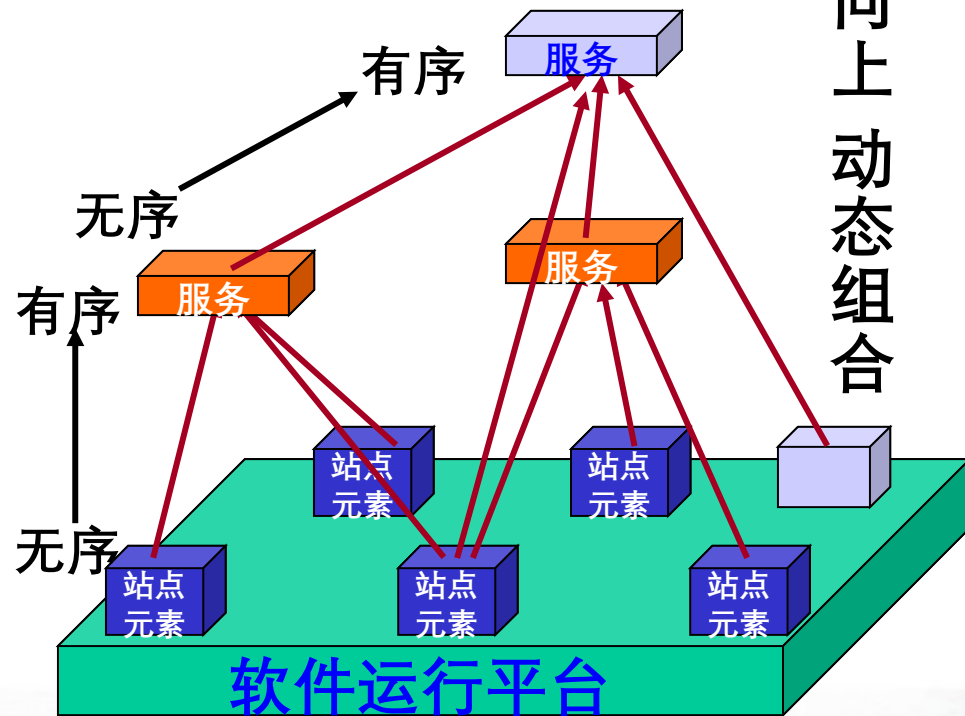 有序
服务
无序
服务
服务
有序
站点
元素
站点
元素
无序
站点
元素
站点
元素
站点
元素
软件运行平台
向
上
动
态
组
合